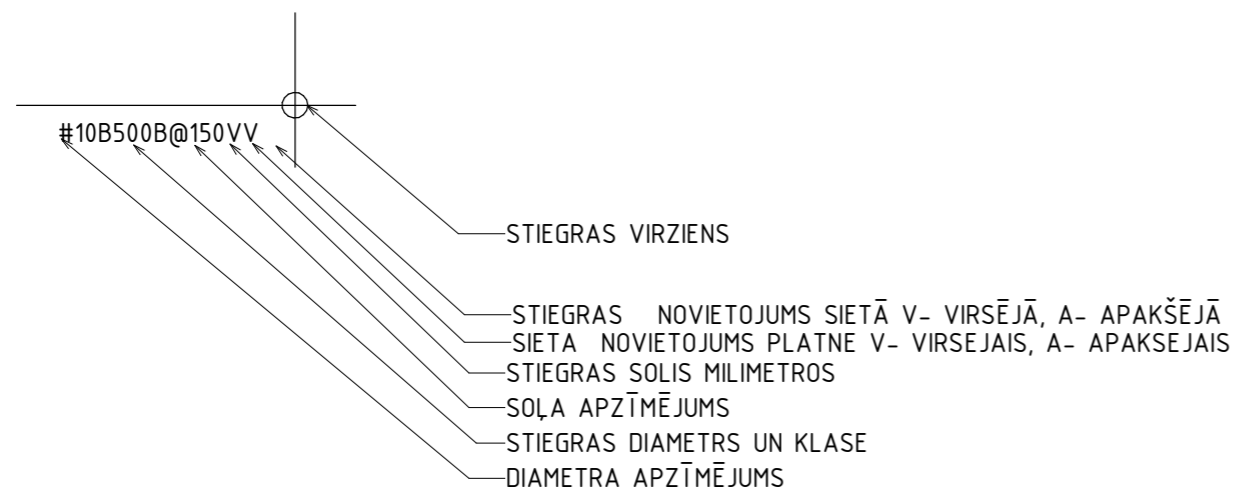 #10B500B@150VV
STIEGRAS VIRZIENS
STIEGRAS NOVIETOJUMS SIETĀ V- VIRSĒJĀ, A- APAKŠĒJĀ
SIETA NOVIETOJUMS PLATNE V- VIRSEJAIS, A- APAKSEJAIS
STIEGRAS SOLIS MILIMETROS
SOĻA APZĪMĒJUMS
STIEGRAS DIAMETRS UN KLASE
DIAMETRA APZĪMĒJUMS